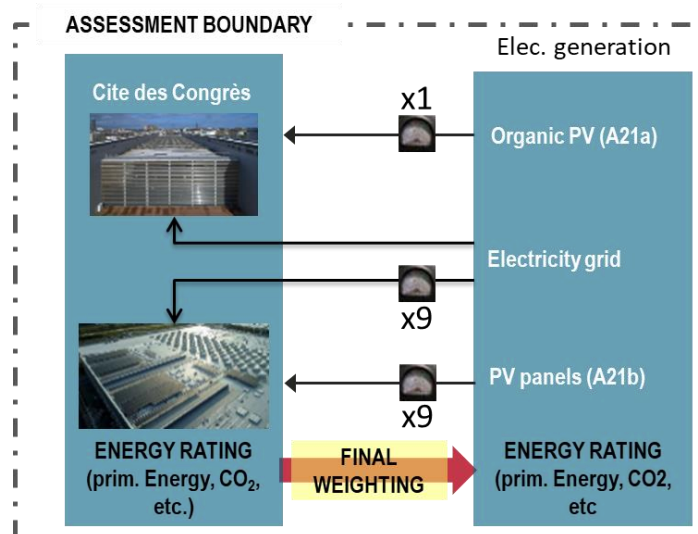 ASSESSMENT BOUNDARY
Elec. generation
Cite des Congrès
x1
Organic PV (A21a)
Electricity grid
x9
PV panels (A21b)
x9
ENERGY RATING
(prim. Energy, CO₂,
etc.)
FINAL
WEIGHTING
ENERGY RATING
(prim. Energy, CO2,
etc